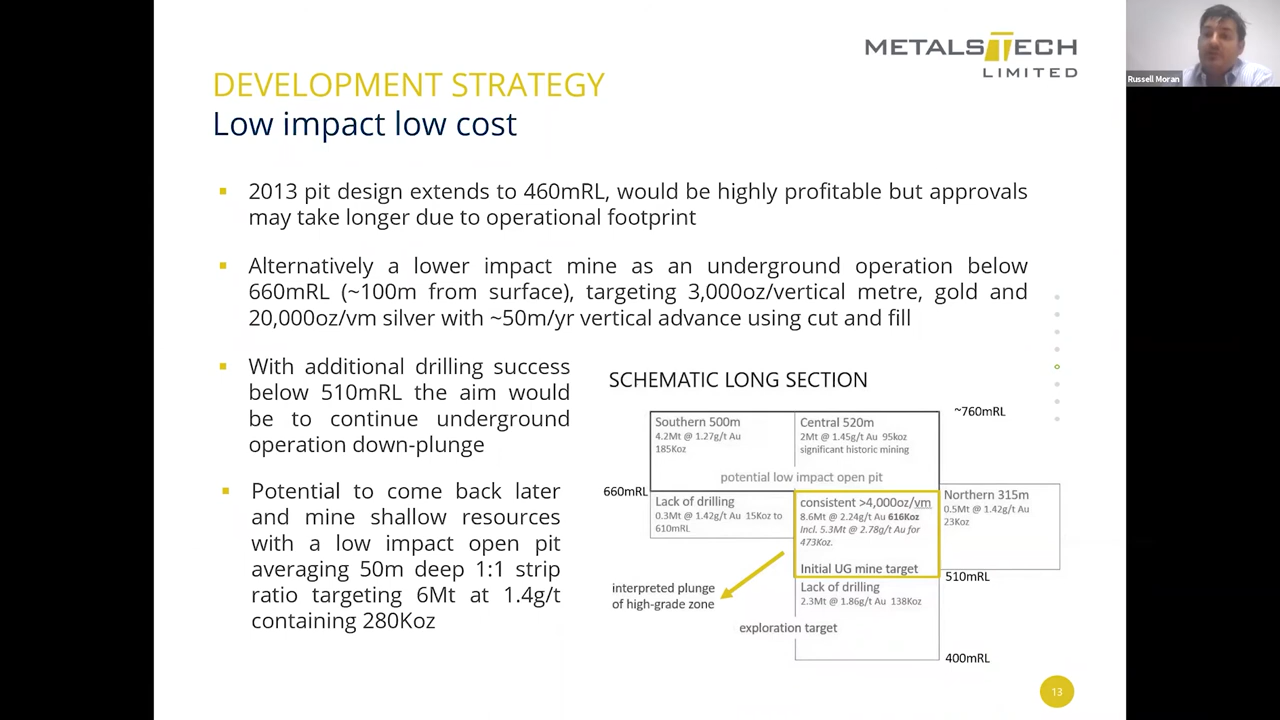 METALSTECH
LIMITED
Russell Moran
DEVELOPMENT STRATEGY
Low impact low cost
2013 pit design extends to 460mRL, would be highly profitable but approvals
may take longer due to operational footprint
Alternatively a lower impact mine as an underground operation below
660mRL (~100m from surface), targeting 3,000oz/vertical metre, gold and
20,000oz/vm silver with ~50m/yr vertical advance using cut and fill
With additional drilling success
below 510mRL the aim would
be to continue underground
operation down-plunge
Potential to come back later
and mine shallow resources
with a low impact open pit
averaging 50m deep 1:1 strip
ratio targeting 6Mt at 1.4g/t
containing 280Koz
SCHEMATIC LONG SECTION
~760mRL
Southern 500m
4.2Mt @ 1.27g/t Au
185Koz
Central 520m
2Mt @ 1.45g/t Au 95koz
significant historic mining
potential low impact open pit
660mRL
Lack of drilling
0.3Mt @ 1.42g/t Au 15Koz to
610mRL
consistent >4,000oz/vm
8.6Mt @ 2.24g/t Au 616Koz
Incl. 5.3Mt @ 2.78g/t Au for
473Koz.
Initial UG mine target
Northern 315m
0.5Mt @ 1.42g/t Au
23Koz
510mRL
interpreted plunge
of high-grade zone
Lack of drilling
2.3Mt @ 1.86g/t Au 138Koz
exploration target
400mRL
13